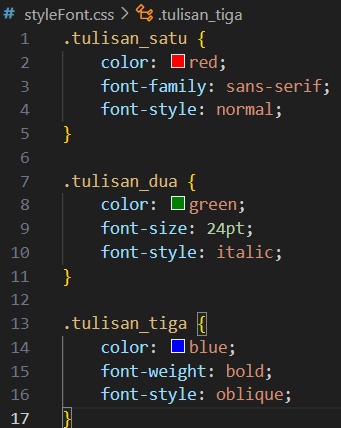 # styleFont.css > .tulisan_tiga
1 .tulisan_satu {
2 color: red;
3 font-family: sans-serif;
4 font-style: normal;
5 }
6
7 .tulisan_dua {
8 color: green;
9 font-size: 24pt;
10 font-style: italic;
11 }
12
13 .tulisan_tiga {
14 color: blue;
15 font-weight: bold;
16 font-style: oblique;
17 }